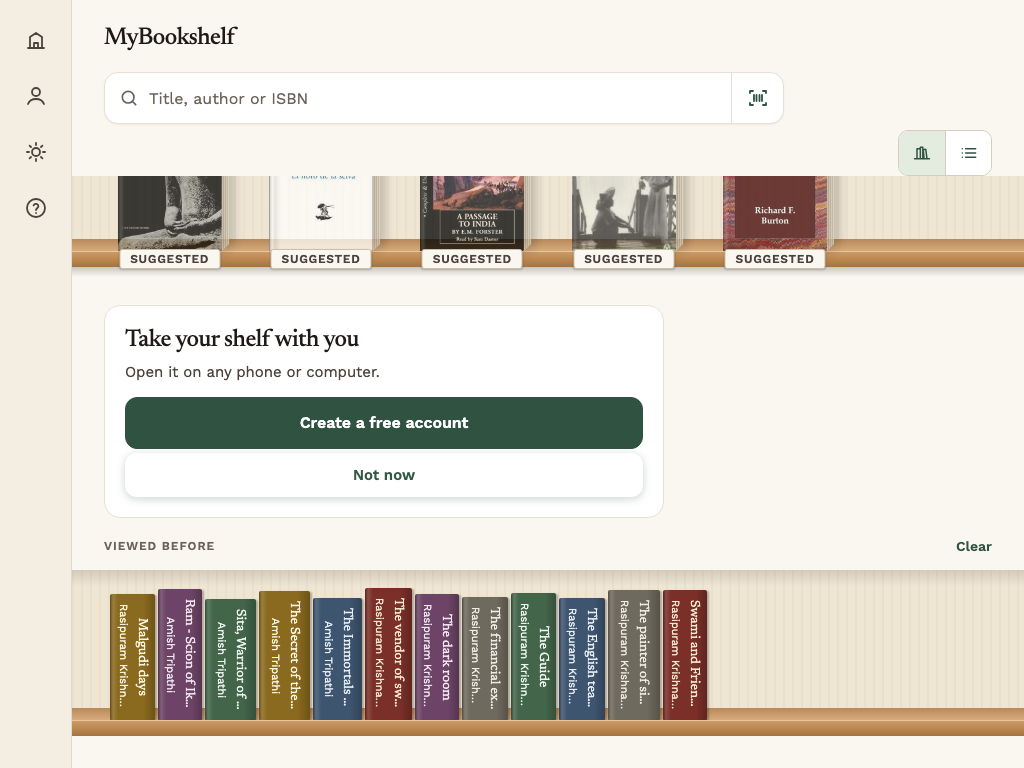 MyBookshelf
Title, author or ISBN
A PASSAGE
TO INDIA
BY E.M. FORSTER
Read by Sam Dastor
Richard F.
Burton
SUGGESTED
SUGGESTED
SUGGESTED
SUGGESTED
SUGGESTED
Take your shelf with you
Open it on any phone or computer.
Create a free account
Not now
VIEWED BEFORE
Clear
Malgudi days
Rasipuram Krishn...
Ram - Scion of Ik...
Amish Tripathi
Sita, Warrior of ...
Amish Tripathi
The Secret of the...
Amish Tripathi
The Immortals ...
Amish Tripathi
The vendor of sw...
Rasipuram Krishna...
The dark room
Rasipuram Krishn...
The financial ex...
Rasipuram Krish...
The Guide
Rasipuram Krishn...
The English tea...
Rasipuram Krish...
The painter of si...
Rasipuram Krishna...
Swami and Frien...
Rasipuram Krishna...